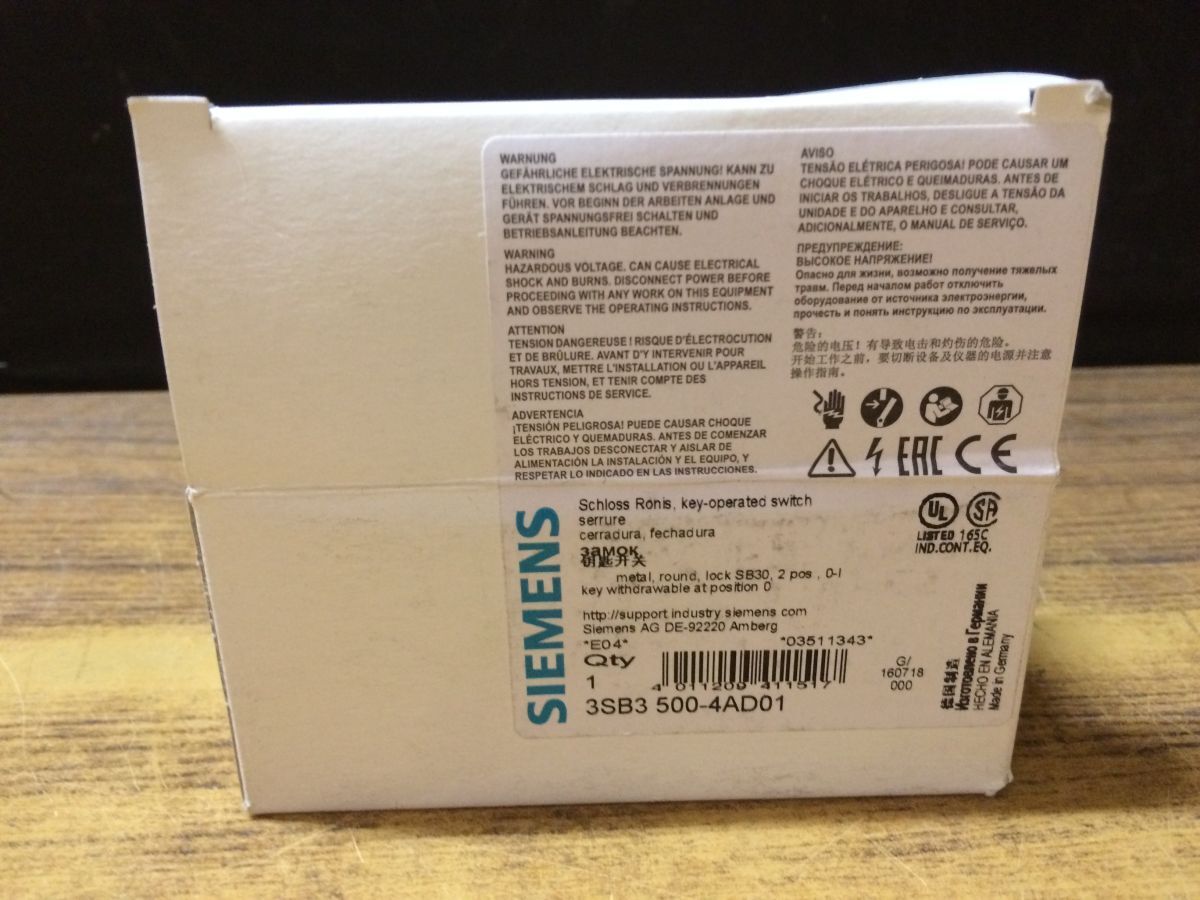 WARNUNG
GEFÄHRLICHE ELEKTRISCHE SPANNUNG! KANN ZU
ELEKTRISCHEM SCHLAG UND VERBRENNUNGEN
FÜHREN. VOR BEGINN DER ARBEITEN ANLAGE UND
GERÄT SPANNUNGSFREI SCHALTEN UND
BETRIEBSANLEITUNG BEACHTEN.
WARNING
HAZARDOUS VOLTAGE. CAN CAUSE ELECTRICAL
SHOCK AND BURNS. DISCONNECT POWER BEFORE
PROCEEDING WITH ANY WORK ON THIS EQUIPMENT
AND OBSERVE THE OPERATING INSTRUCTIONS.
ATTENTION
TENSION DANGEREUSE ! RISQUE D'ÉLECTROCUTION
ET DE BRÛLURE. AVANT D'Y INTERVENIR POUR
TRAVAUX, METTRE L'INSTALLATION OU L'APPAREIL
HORS TENSION, ET TENIR COMPTE DES
INSTRUCTIONS DE SERVICE.
ADVERTENCIA
¡TENSIÓN PELIGROSA! PUEDE CAUSAR CHOQUE
ELÉCTRICO Y QUEMADURAS. ANTES DE COMENZAR
LOS TRABAJOS DESCONECTAR Y AISLAR DE
ALIMENTACIÓN LA INSTALACIÓN Y EL EQUIPO, Y
RESPETAR LO INDICADO EN LAS INSTRUCCIONES.
AVISO
TENSÃO ELÉTRICA PERIGOSA! PODE CAUSAR UM
CHOQUE ELÉTRICO E QUEIMADURAS. ANTES DE
INICIAR OS TRABALHOS, DESLIGUE A TENSÃO DA
UNIDADE E DO APARELHO E CONSULTAR,
ADICIONALMENTE, O MANUAL DE SERVIÇO.
ПРЕДУПРЕЖДЕНИЕ:
ВЫСОКОЕ НАПРЯЖЕНИЕ!
Опасно для жизни, возможно получение тяжелых
травм. Перед началом работ отключить
оборудование от источника электроэнергии,
прочесть и понять инструкцию по эксплуатации.
警告:
危险的电压! 有导致电击和灼伤的危险。
开始工作之前, 要切断设备及仪器的电源并注意
操作指南。
EAC CE
SIEMENS
Schloss Ronis, key-operated switch
serrure
cerradura, fechadura
замок
钥匙开关
metal, round, lock SB30, 2 pos , 0-I
key withdrawable at position 0
http://support.industry.siemens.com
Siemens AG DE-92220 Amberg
*E04* *03511343*
Qty
1
4 011209 411517
3SB3 500-4AD01
G/
160718
000
UL SA
LISTED 165C
IND.CONT.EQ.
德国制造
Изготовлено в Германии
HECHO EN ALEMANIA
Made in Germany